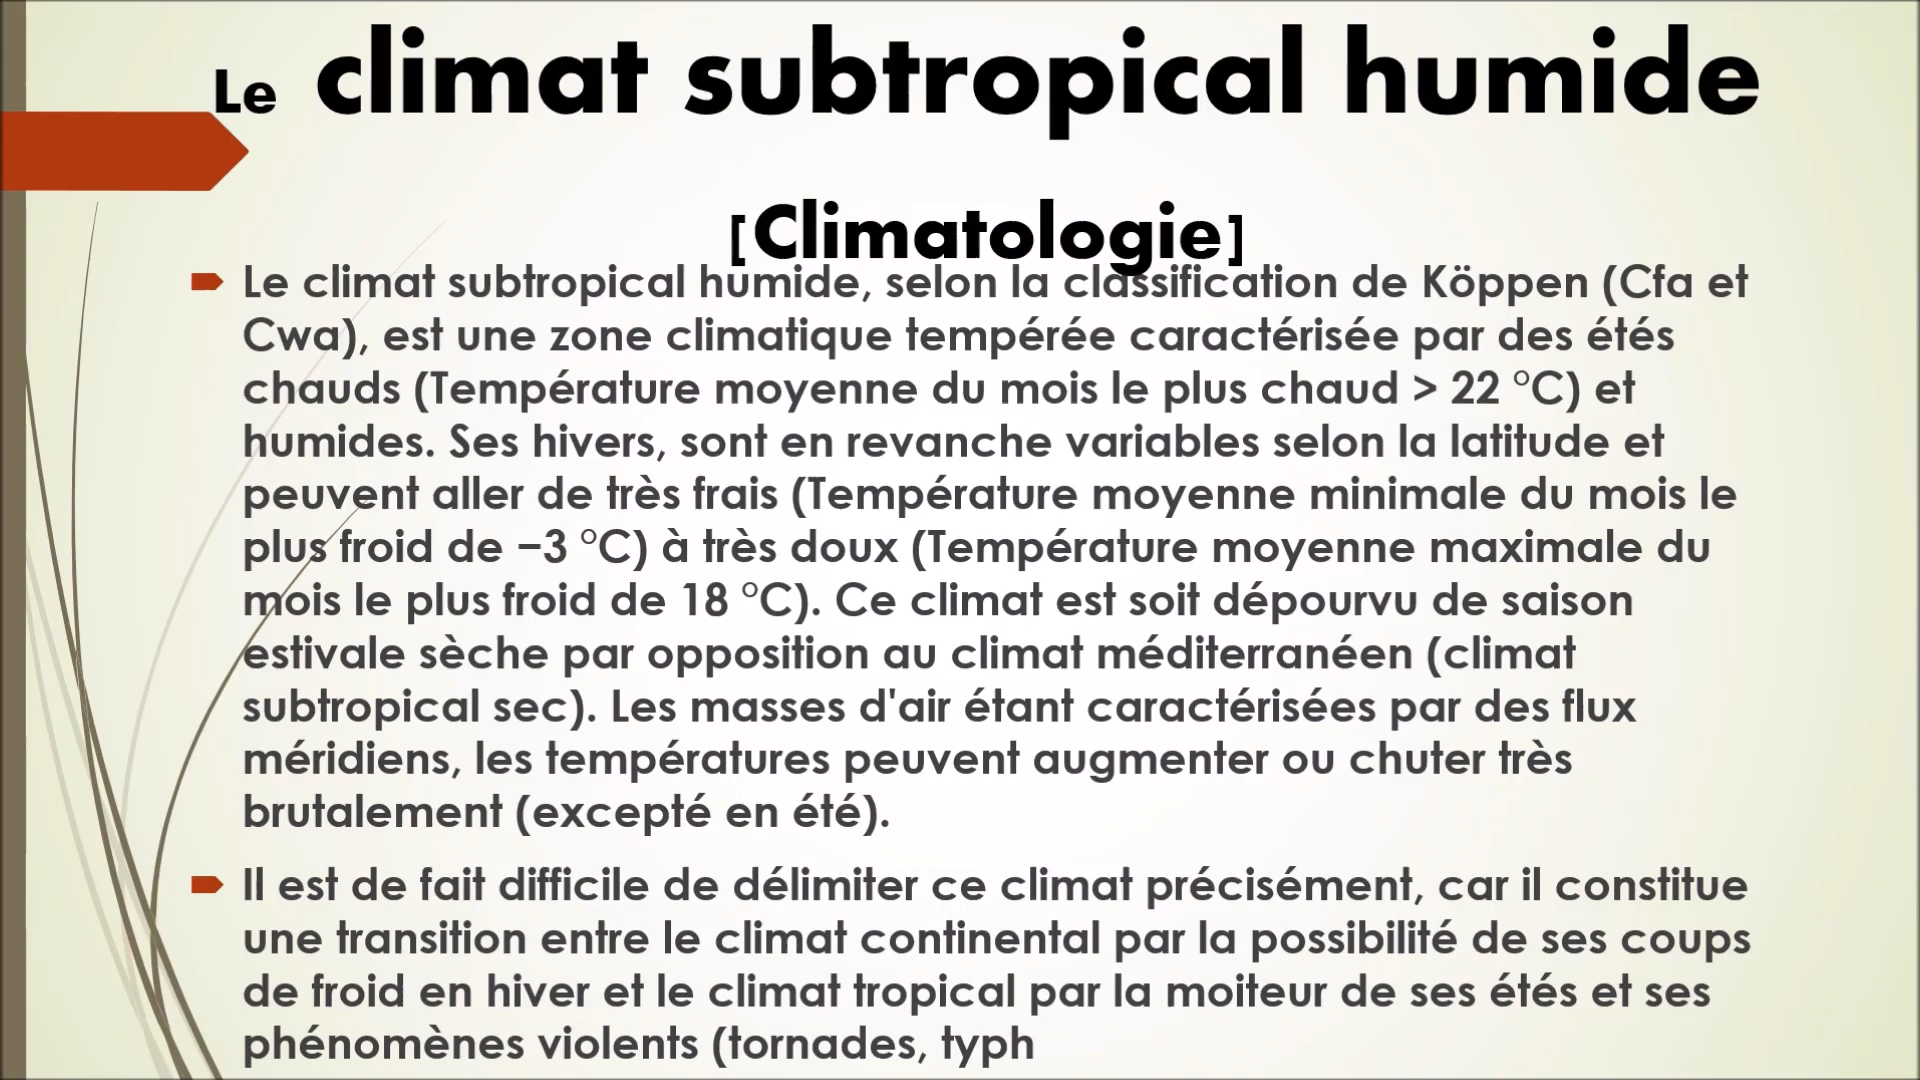 Le climat subtropical humide
[Climatologie]
Le climat subtropical humide, selon la classification de Köppen (Cfa et
Cwa), est une zone climatique tempérée caractérisée par des étés
chauds (Température moyenne du mois le plus chaud > 22 °C) et
humides. Ses hivers, sont en revanche variables selon la latitude et
peuvent aller de très frais (Température moyenne minimale du mois le
plus froid de −3 °C) à très doux (Température moyenne maximale du
mois le plus froid de 18 °C). Ce climat est soit dépourvu de saison
estivale sèche par opposition au climat méditerranéen (climat
subtropical sec). Les masses d'air étant caractérisées par des flux
méridiens, les températures peuvent augmenter ou chuter très
brutalement (excepté en été).
Il est de fait difficile de délimiter ce climat précisément, car il constitue
une transition entre le climat continental par la possibilité de ses coups
de froid en hiver et le climat tropical par la moiteur de ses étés et ses
phénomènes violents (tornades, typh